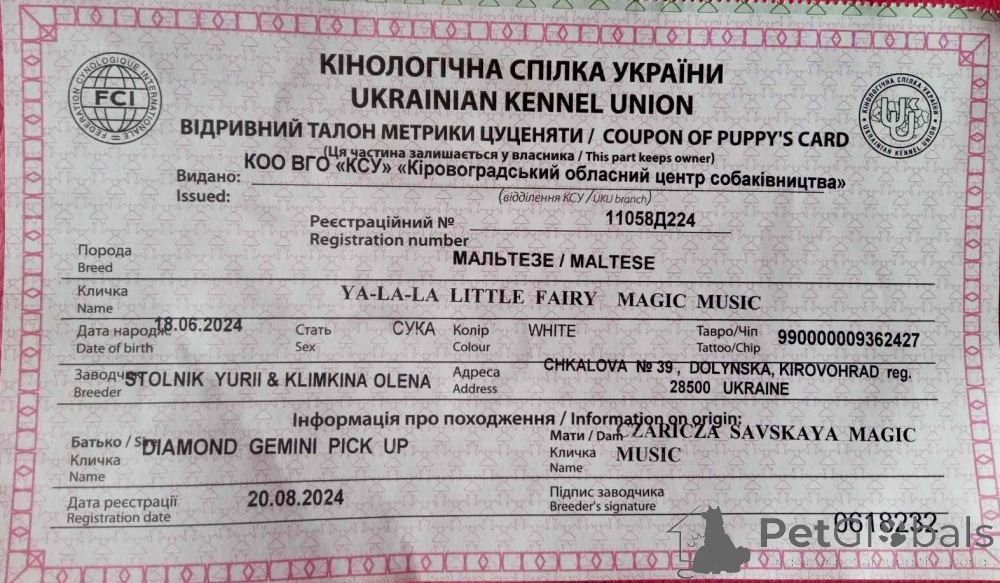 КІНОЛОГІЧНА СПІЛКА УКРАЇНИ
UKRAINIAN KENNEL UNION
FEDERATION CYNOLOGIQUE INTERNATIONALE
FCI
КІНОЛОГІЧНА СПІЛКА УКРАЇНИ
UKRAINIAN KENNEL UNION
UKU
ВІДРИВНИЙ ТАЛОН МЕТРИКИ ЦУЦЕНЯТИ / COUPON OF PUPPY'S CARD
(Ця частина залишається у власника / This part keeps owner)
Видано: КОО ВГО «КСУ» «Кіровоградський обласний центр собаківництва»
Issued: (відділення КСУ / UKU branch)
Реєстраційний № 11058Д224
Registration number
Порода МАЛЬТЕЗЕ / MALTESE
Breed
Кличка YA-LA-LA LITTLE FAIRY MAGIC MUSIC
Name
Дата народж. 18.06.2024 Стать СУКА Колір WHITE Тавро/Чіп 990000009362427
Date of birth Sex Colour Tattoo/Chip
Заводчик STOLNIK YURII & KLIMKINA OLENA Адреса CHKALOVA № 39 , DOLYNSKA, KIROVOHRAD reg.
Breeder Address 28500 UKRAINE
Інформація про походження / Information on origin:
Батько / Sire DIAMOND GEMINI PICK UP Мати / Dam CZARICZA SAVSKAYA MAGIC
Кличка Кличка MUSIC
Name Name
Дата реєстрації 20.08.2024 Підпис заводчика
Registration date Breeder's signature
0618232
PetGlobals